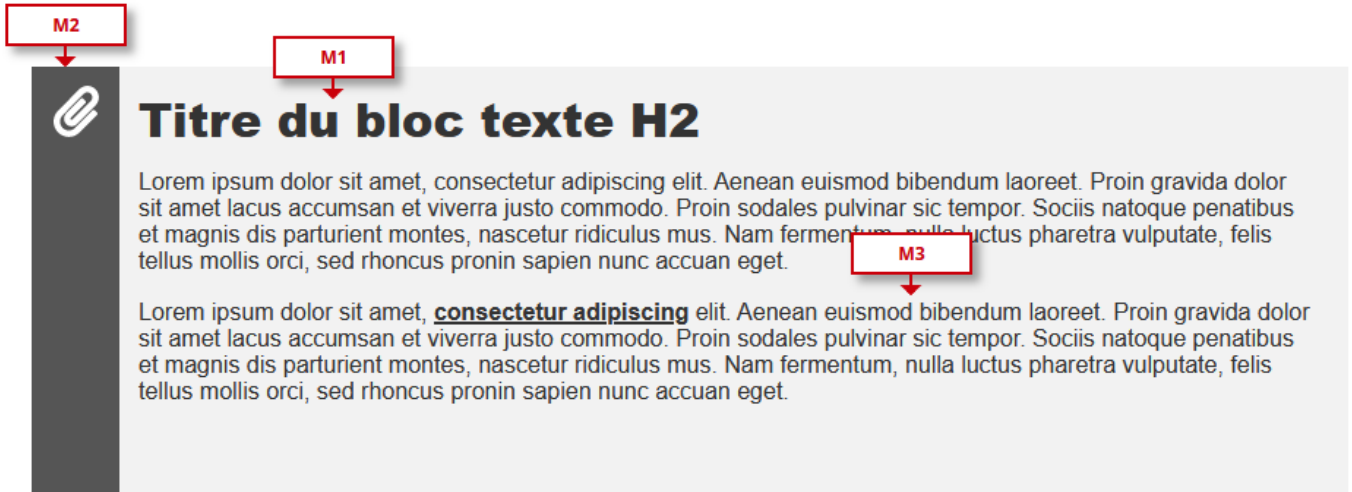 M2
M1
Titre du bloc texte H2
Lorem ipsum dolor sit amet, consectetur adipiscing elit. Aenean euismod bibendum laoreet. Proin gravida dolor
sit amet lacus accumsan et viverra justo commodo. Proin sodales pulvinar sic tempor. Sociis natoque penatibus
et magnis dis parturient montes, nascetur ridiculus mus. Nam fermentum, nulla luctus pharetra vulputate, felis
tellus mollis orci, sed rhoncus pronin sapien nunc accuan eget.
M3
Lorem ipsum dolor sit amet, consectetur adipiscing elit. Aenean euismod bibendum laoreet. Proin gravida dolor
sit amet lacus accumsan et viverra justo commodo. Proin sodales pulvinar sic tempor. Sociis natoque penatibus
et magnis dis parturient montes, nascetur ridiculus mus. Nam fermentum, nulla luctus pharetra vulputate, felis
tellus mollis orci, sed rhoncus pronin sapien nunc accuan eget.